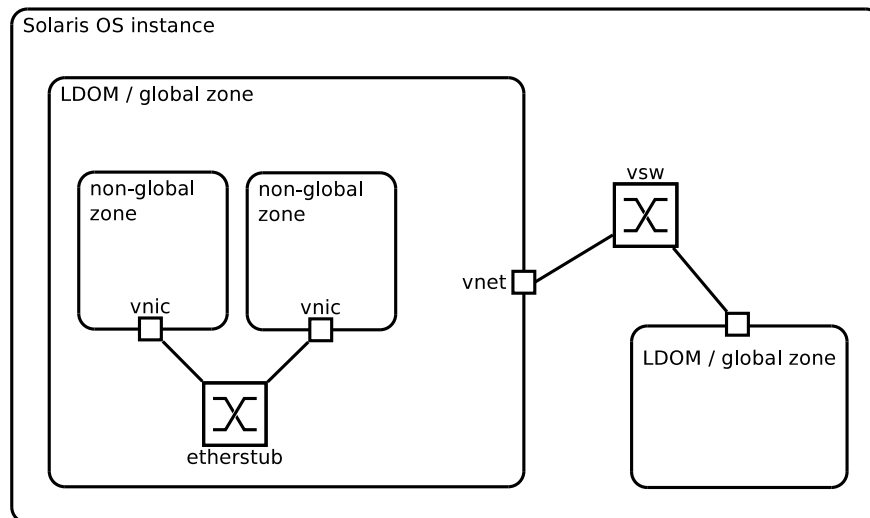 Solaris OS instance
LDOM / global zone
non-global
zone
non-global
zone
vsw
vnet
vnic
vnic
LDOM / global zone
etherstub